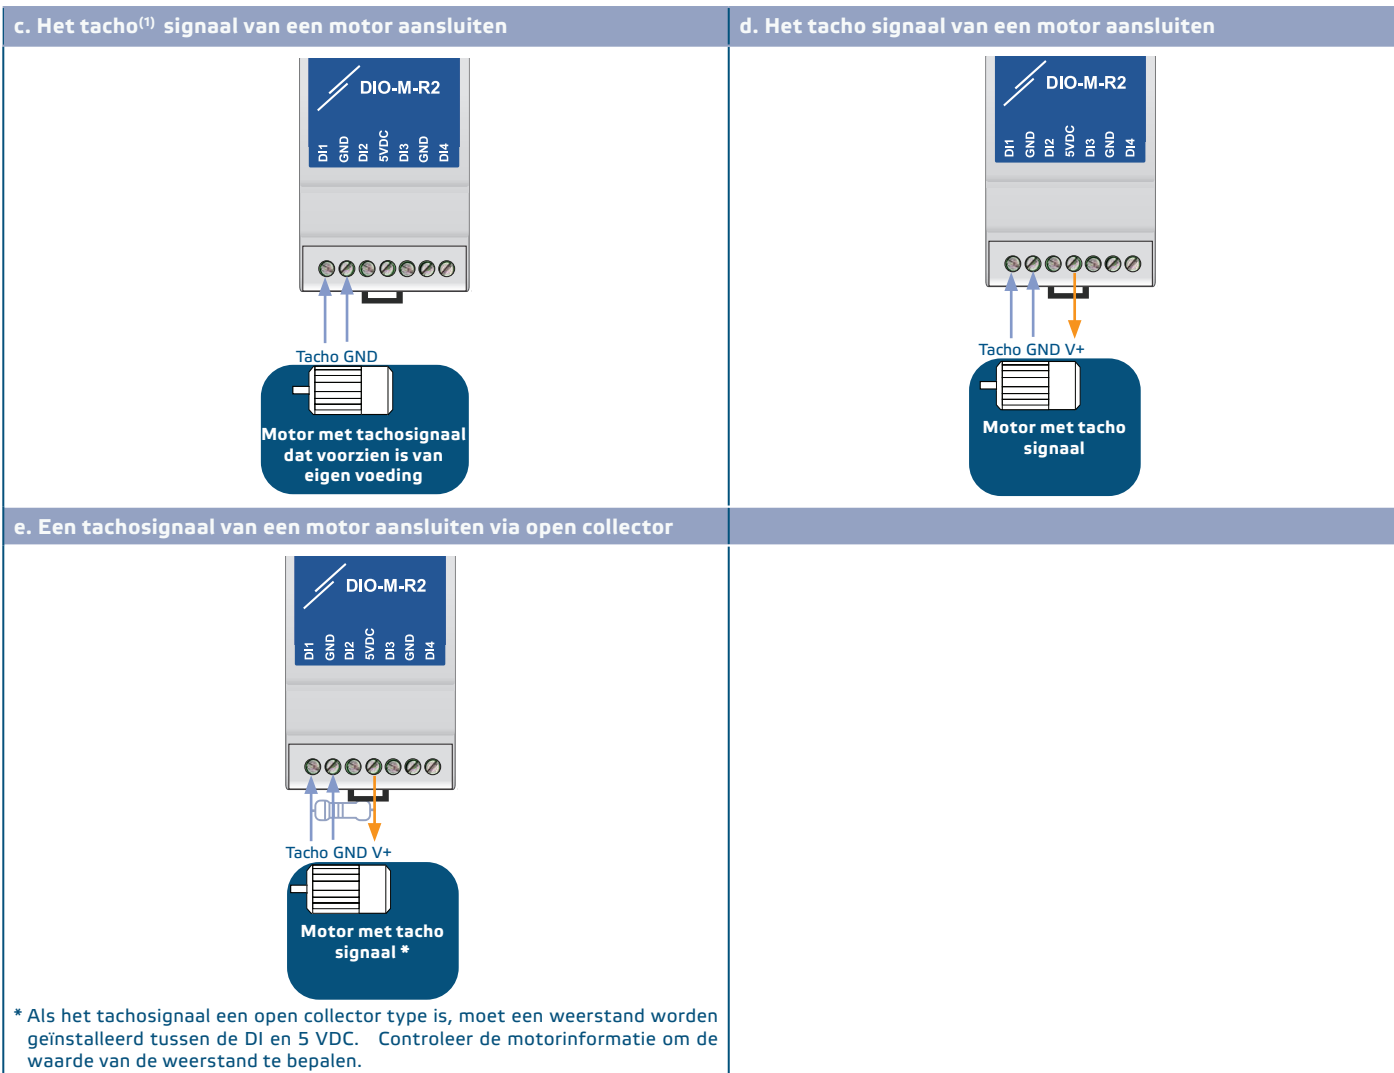 c. Het tacho(1) signaal van een motor aansluiten
DIO-M-R2
DI1 GND DI2 5VDC DI3 GND DI4
Tacho GND
Motor met tachosignaal
dat voorzien is van
eigen voeding
d. Het tacho signaal van een motor aansluiten
DIO-M-R2
DI1 GND DI2 5VDC DI3 GND DI4
Tacho GND V+
Motor met tacho
signaal
e. Een tachosignaal van een motor aansluiten via open collector
DIO-M-R2
DI1 GND DI2 5VDC DI3 GND DI4
Tacho GND V+
Motor met tacho
signaal *
* Als het tachosignaal een open collector type is, moet een weerstand worden
geïnstalleerd tussen de DI en 5 VDC. Controleer de motorinformatie om de
waarde van de weerstand te bepalen.